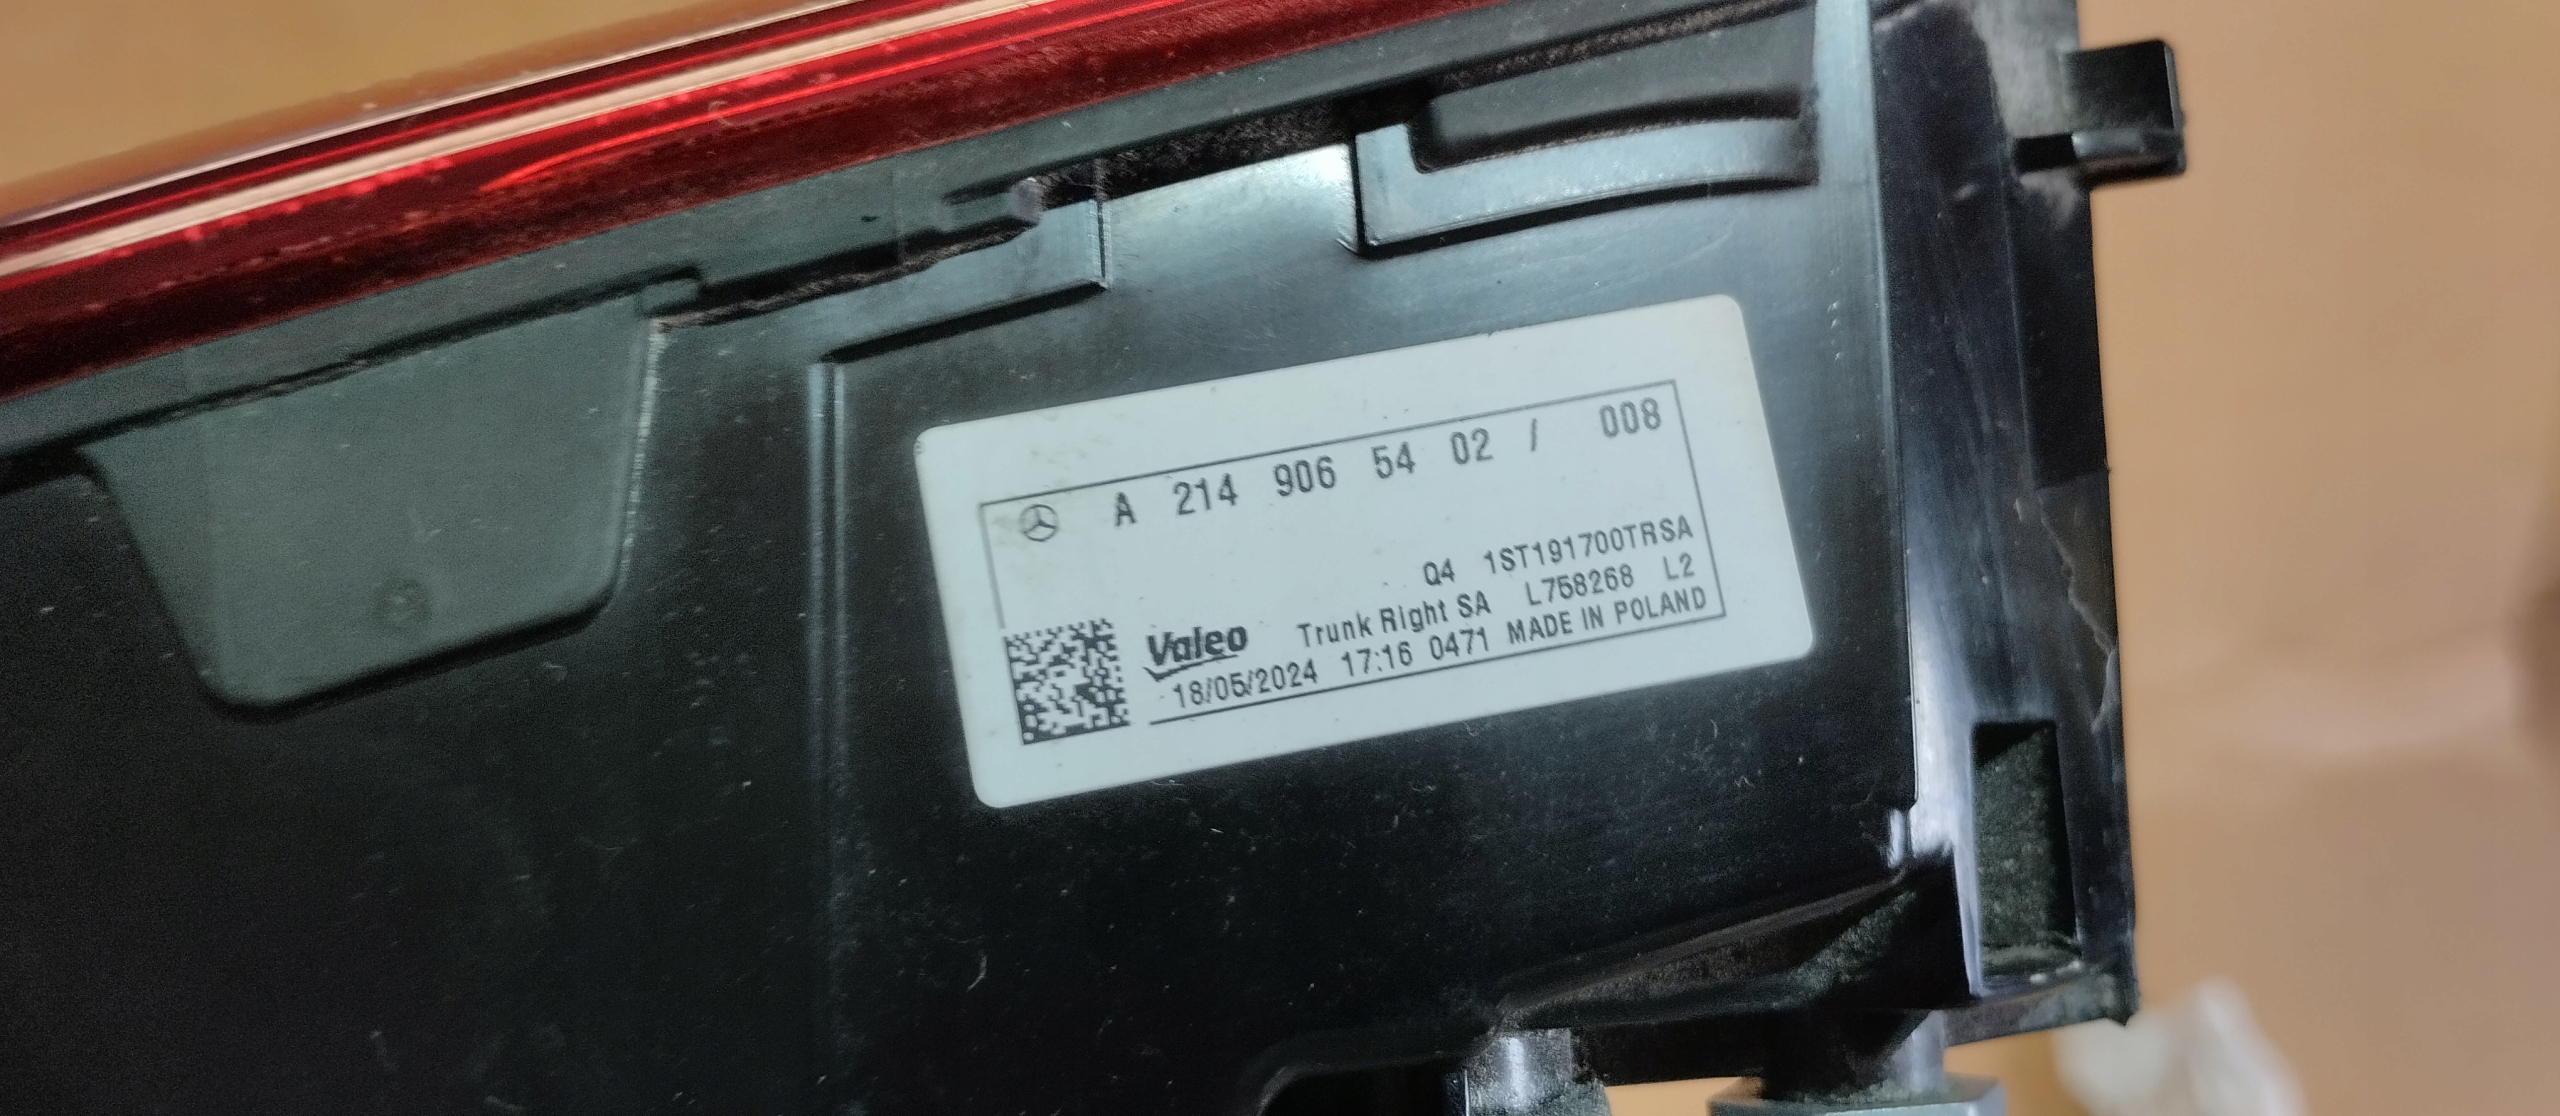 A 214 906 54 02 / 008
Q4 1ST191700TRSA
Valeo Trunk Right SA L758268 L2
18/05/2024 17:16 0471 MADE IN POLAND